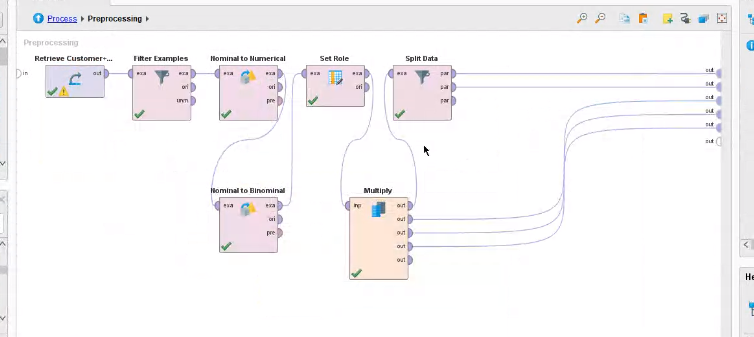 Process Preprocessing
Preprocessing
Retrieve Customer-...
Filter Examples
Nominal to Numerical
Set Role
Split Data
in
out
exa
exa
ori
unm
exa
exa
ori
pre
exa
exa
ori
exa
par
par
par
out
out
out
out
out
out
Nominal to Binominal
Multiply
exa
exa
ori
pre
inp
out
out
out
out
out
He